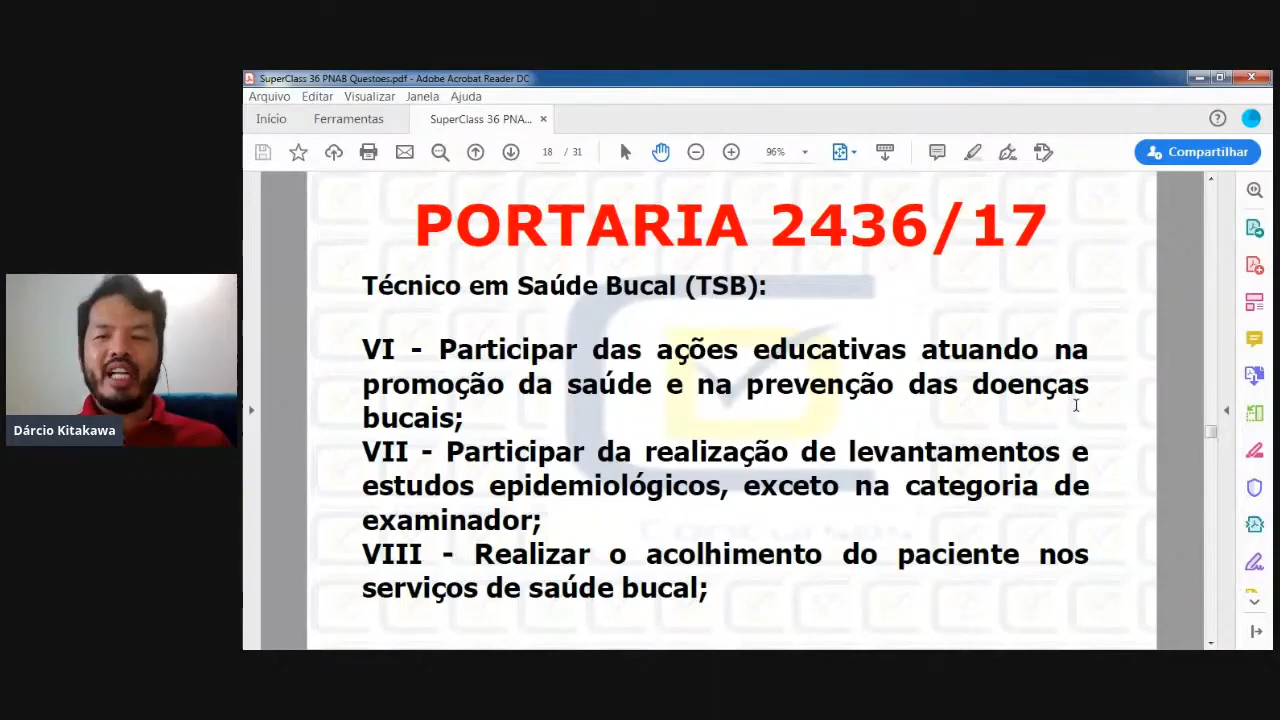 SuperClass 36 PNAB Questoes.pdf - Adobe Acrobat Reader DC
Arquivo Editar Visualizar Janela Ajuda
Início Ferramentas SuperClass 36 PNA... ×
18 / 31 96% Compartilhar
PORTARIA 2436/17
Técnico em Saúde Bucal (TSB):
VI - Participar das ações educativas atuando na
promoção da saúde e na prevenção das doenças
bucais;
VII - Participar da realização de levantamentos e
estudos epidemiológicos, exceto na categoria de
examinador;
VIII - Realizar o acolhimento do paciente nos
serviços de saúde bucal;
Concursos
Dárcio Kitakawa